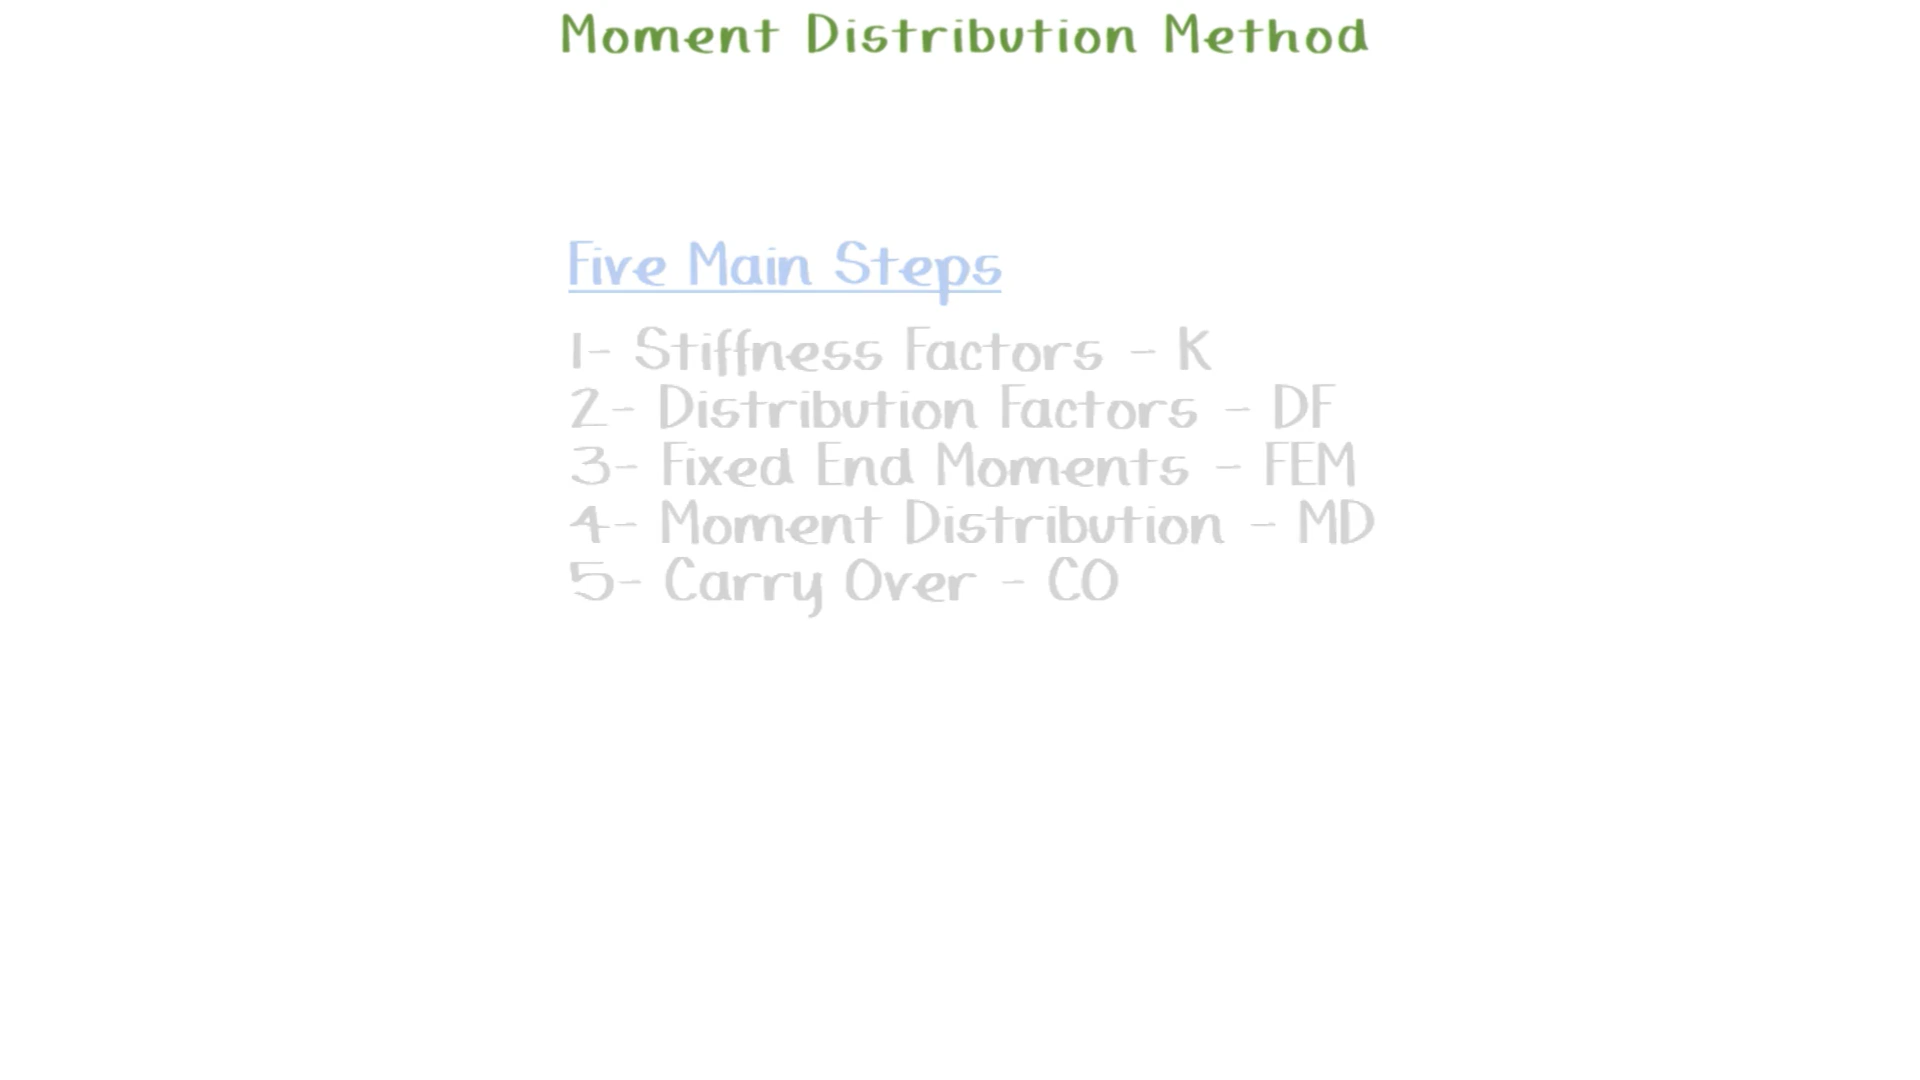 Moment Distribution Method
Five Main Steps
1- Stiffness Factors - K
2- Distribution Factors - DF
3- Fixed End Moments - FEM
4- Moment Distribution - MD
5- Carry Over - CO